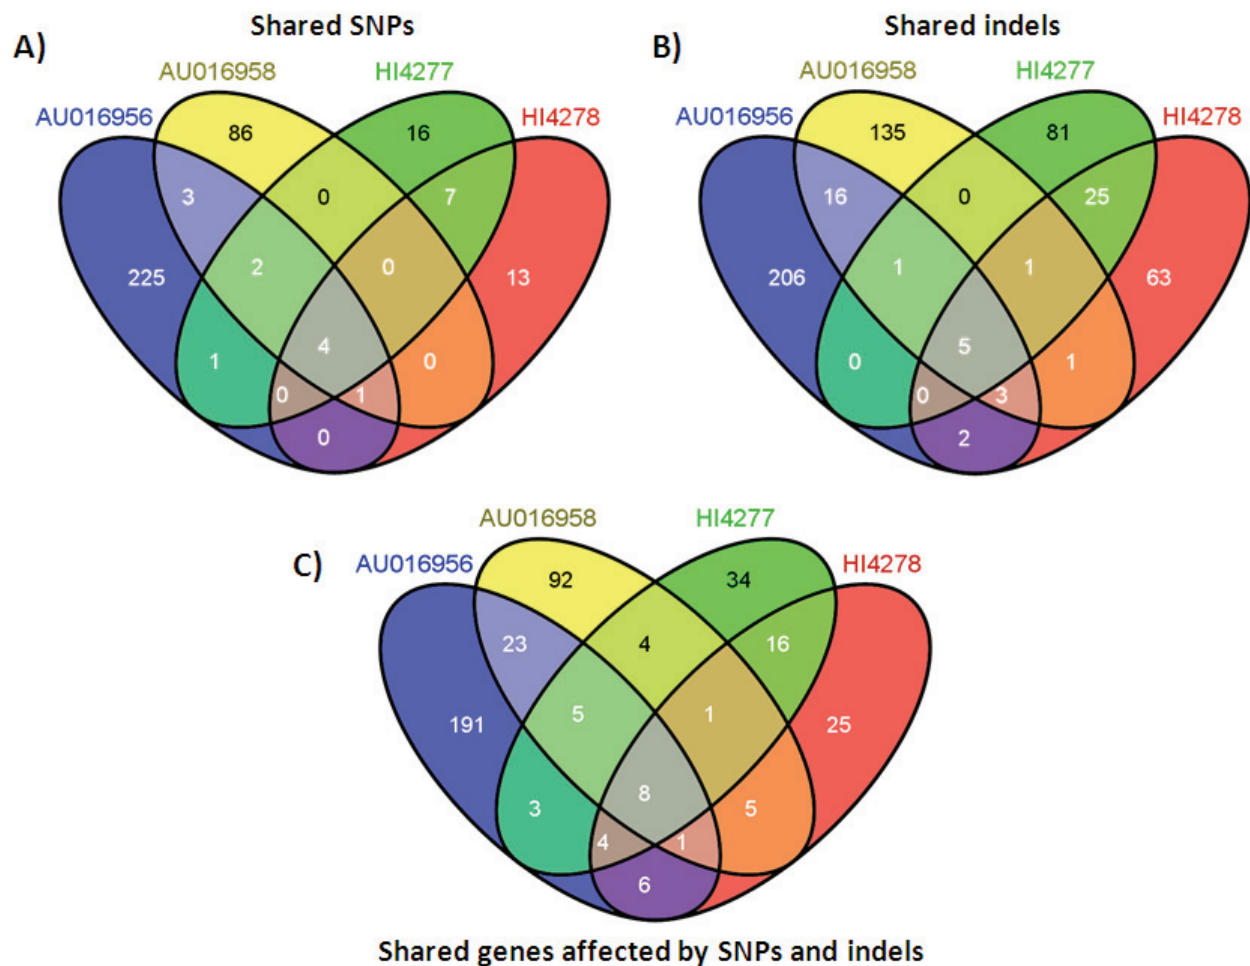 A)
Shared SNPs
AU016958
HI4277
AU016956
HI4278
86
16
3
0
7
225
2
0
13
4
1
0
0
1
0
B)
Shared indels
AU016958
HI4277
AU016956
HI4278
135
81
16
0
25
206
1
1
63
5
0
1
0
3
2
C)
AU016958
HI4277
AU016956
HI4278
92
34
23
4
16
191
5
1
25
8
3
5
4
1
6
Shared genes affected by SNPs and indels